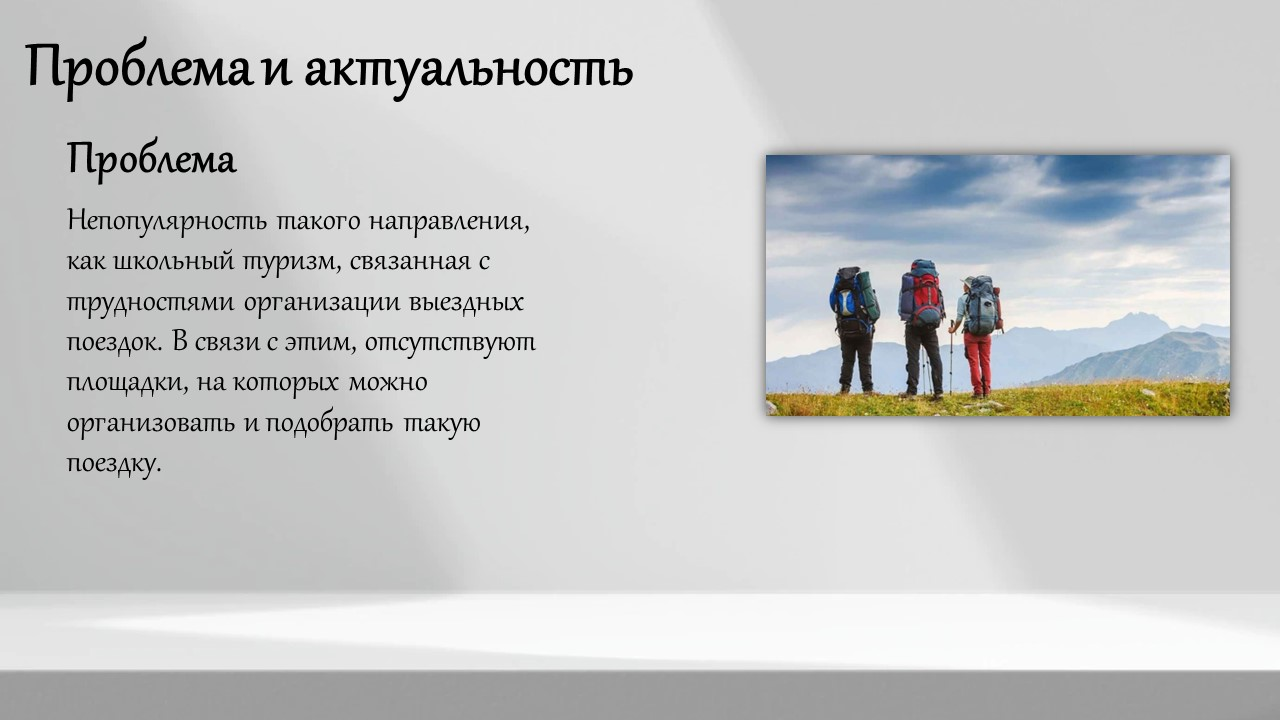 Проблема и актуальность
Проблема
Непопулярность такого направления,
как школьный туризм, связанная с
трудностями организации выездных
поездок. В связи с этим, отсутствуют
площадки, на которых можно
организовать и подобрать такую
поездку.